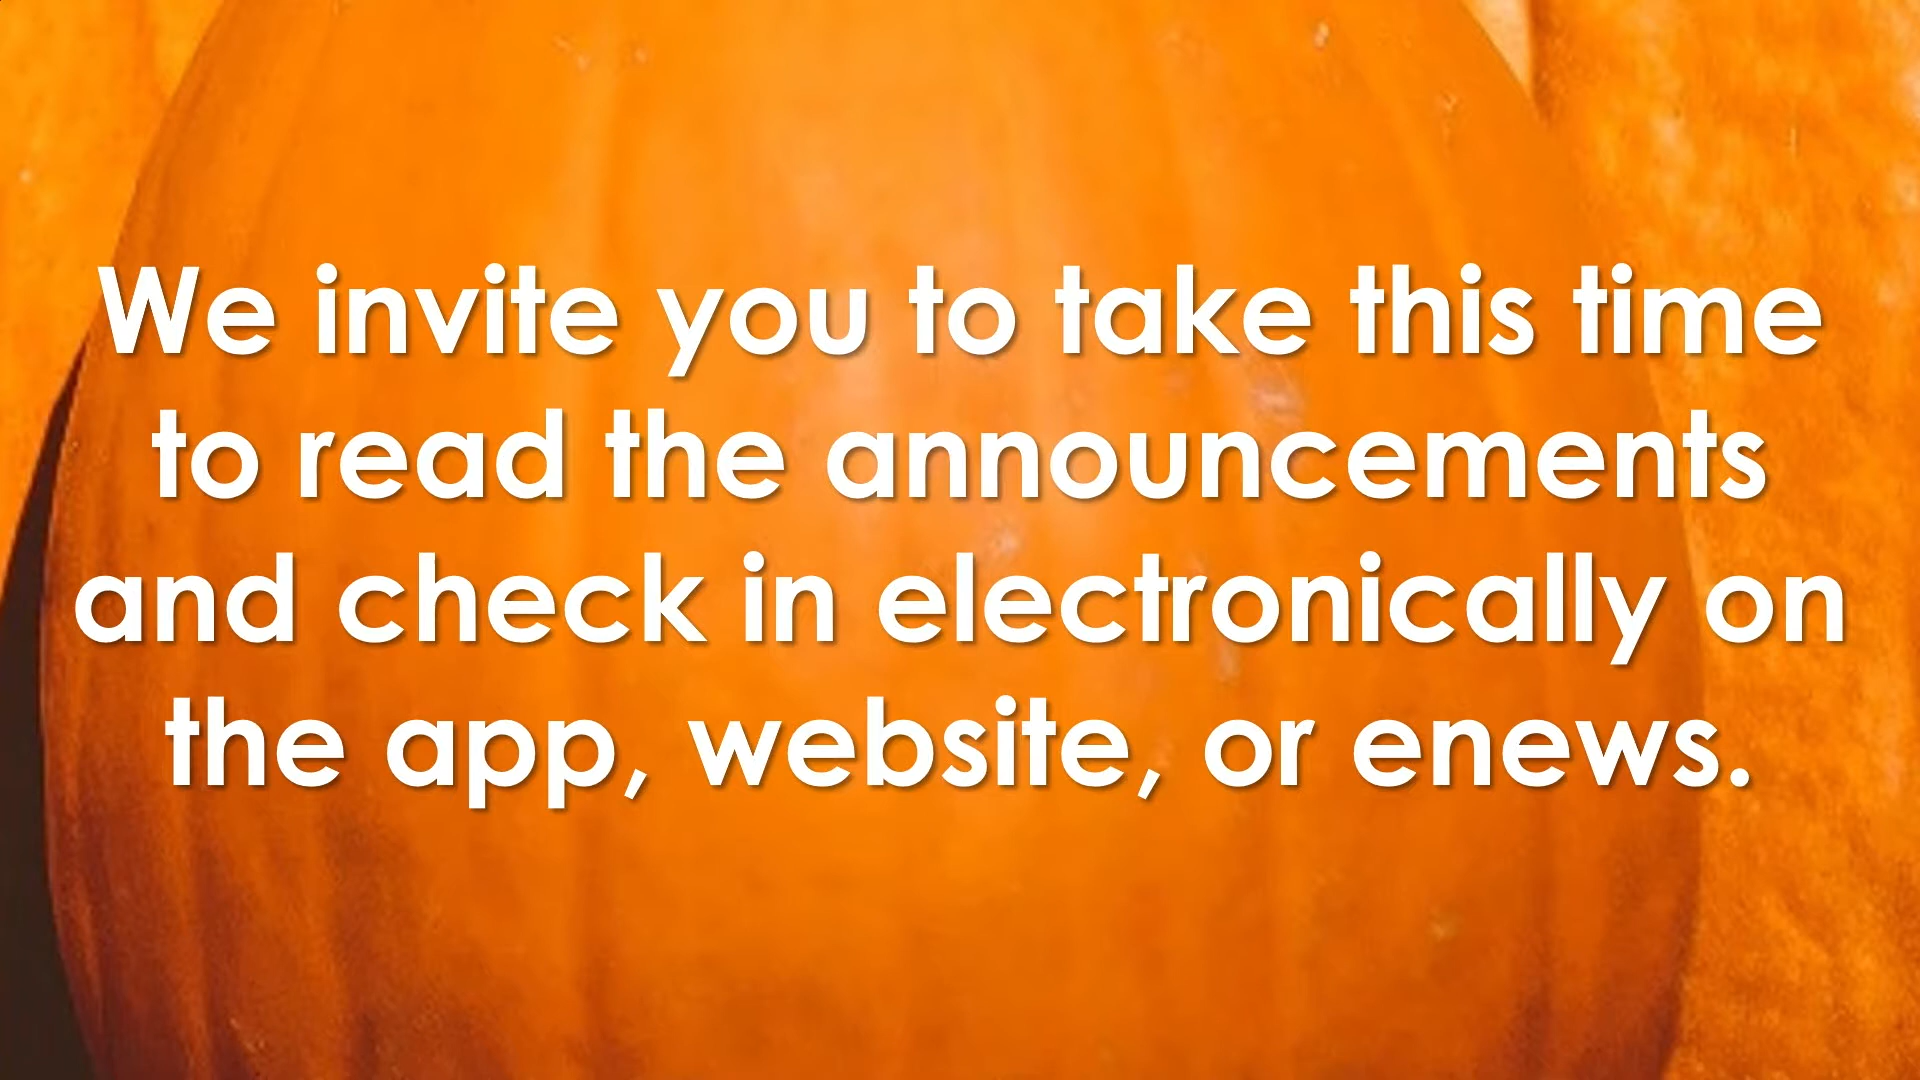 We invite you to take this time
to read the announcements
and check in electronically on
the app, website, or enews.